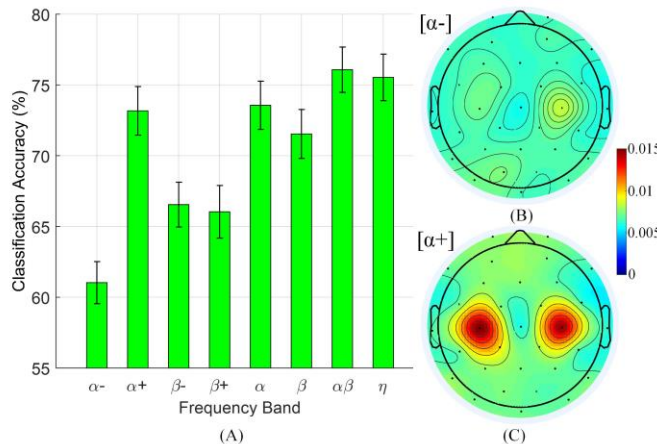 80
75
70
65
60
55
Classification Accuracy (%)
α- α+ β- β+ α β αβ η
Frequency Band
(A)
[α-]
(B)
[α+]
(C)
0.015
0.01
0.005
0